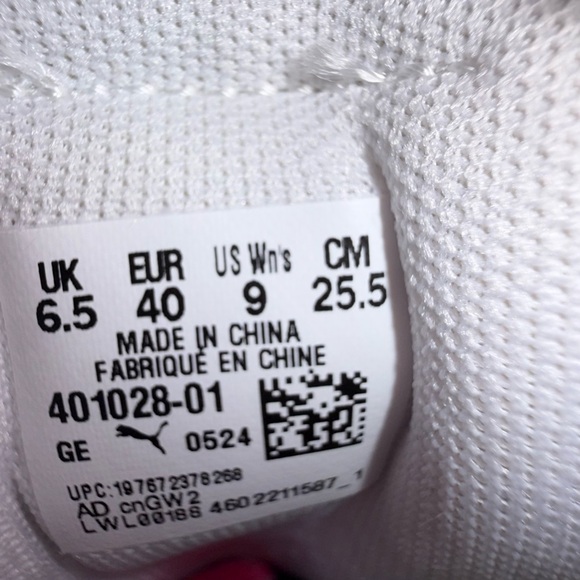 UK EUR US Wn's CM
6.5 40 9 25.5
MADE IN CHINA
FABRIQUÉ EN CHINE
401028-01
GE 0524
UPC:197672378268
AD cnGW2
LWL00186 4602211587_1